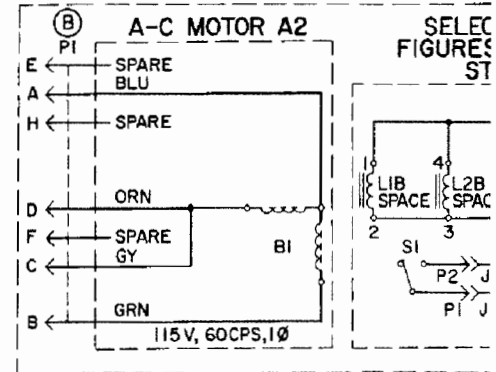 B
P1
A-C MOTOR A2
E SPARE
A BLU
H SPARE
D ORN
F SPARE
C GY
B GRN
B1
115V, 60CPS, 1Ø
SELEC
FIGURES
ST
1 4
L1B L2B
SPACE SPAC
2 3
S1
P2 J
P1 J